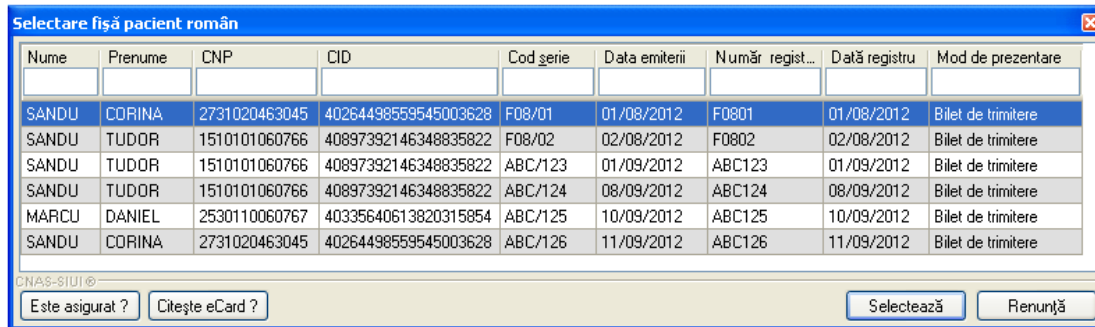 Selectare fișă pacient român
Nume Prenume CNP CID Cod serie Data emiterii Număr regist... Dată registru Mod de prezentare
SANDU CORINA 2731020463045 40264498559545003628 F08/01 01/08/2012 F0801 01/08/2012 Bilet de trimitere
SANDU TUDOR 1510101060766 40897392146348835822 F08/02 02/08/2012 F0802 02/08/2012 Bilet de trimitere
SANDU TUDOR 1510101060766 40897392146348835822 ABC/123 01/09/2012 ABC123 01/09/2012 Bilet de trimitere
SANDU TUDOR 1510101060766 40897392146348835822 ABC/124 08/09/2012 ABC124 08/09/2012 Bilet de trimitere
MARCU DANIEL 2530110060767 40335640613820315854 ABC/125 10/09/2012 ABC125 10/09/2012 Bilet de trimitere
SANDU CORINA 2731020463045 40264498559545003628 ABC/126 11/09/2012 ABC126 11/09/2012 Bilet de trimitere
CNAS-SIUI®
Este asigurat ? Citește eCard ? Selectează Renunță